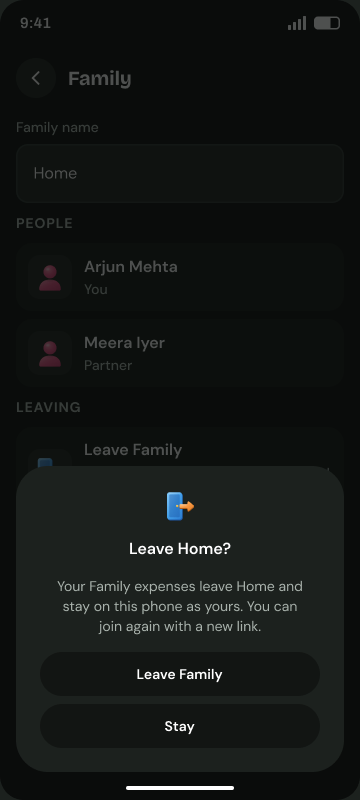 9:41
Family
Family name
Home
PEOPLE
Arjun Mehta
You
Meera Iyer
Partner
LEAVING
Leave Family
Leave Home?
Your Family expenses leave Home and
stay on this phone as yours. You can
join again with a new link.
Leave Family
Stay